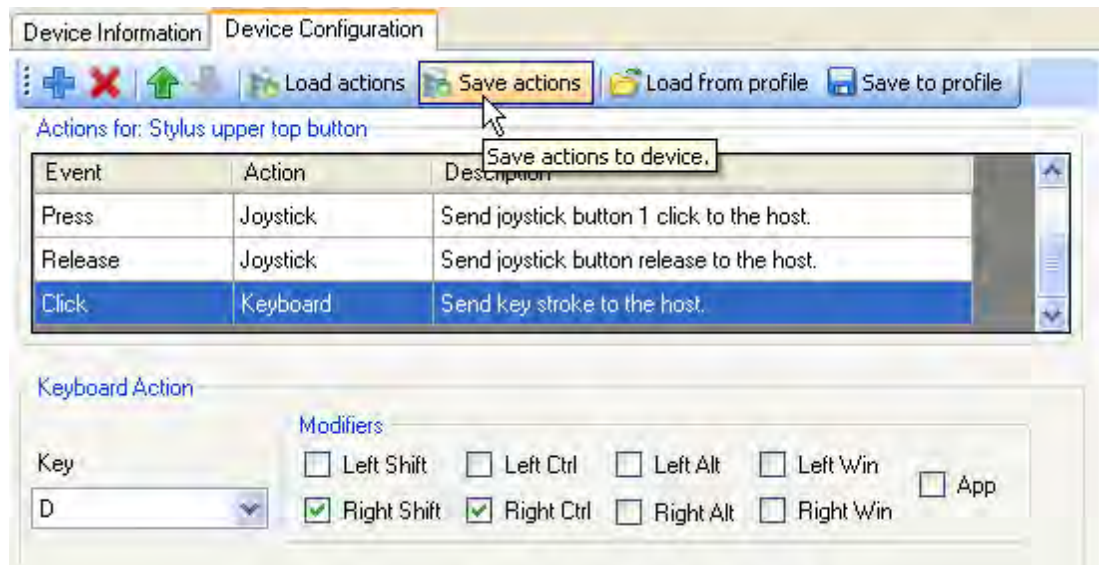 Device Information Device Configuration
Load actions Save actions Load from profile Save to profile
Actions for: Stylus upper top button
Save actions to device.
Event Action Description
Press Joystick Send joystick button 1 click to the host.
Release Joystick Send joystick button release to the host.
Click Keyboard Send key stroke to the host.
Keyboard Action
Modifiers
Key Left Shift Left Ctrl Left Alt Left Win App
D Right Shift Right Ctrl Right Alt Right Win